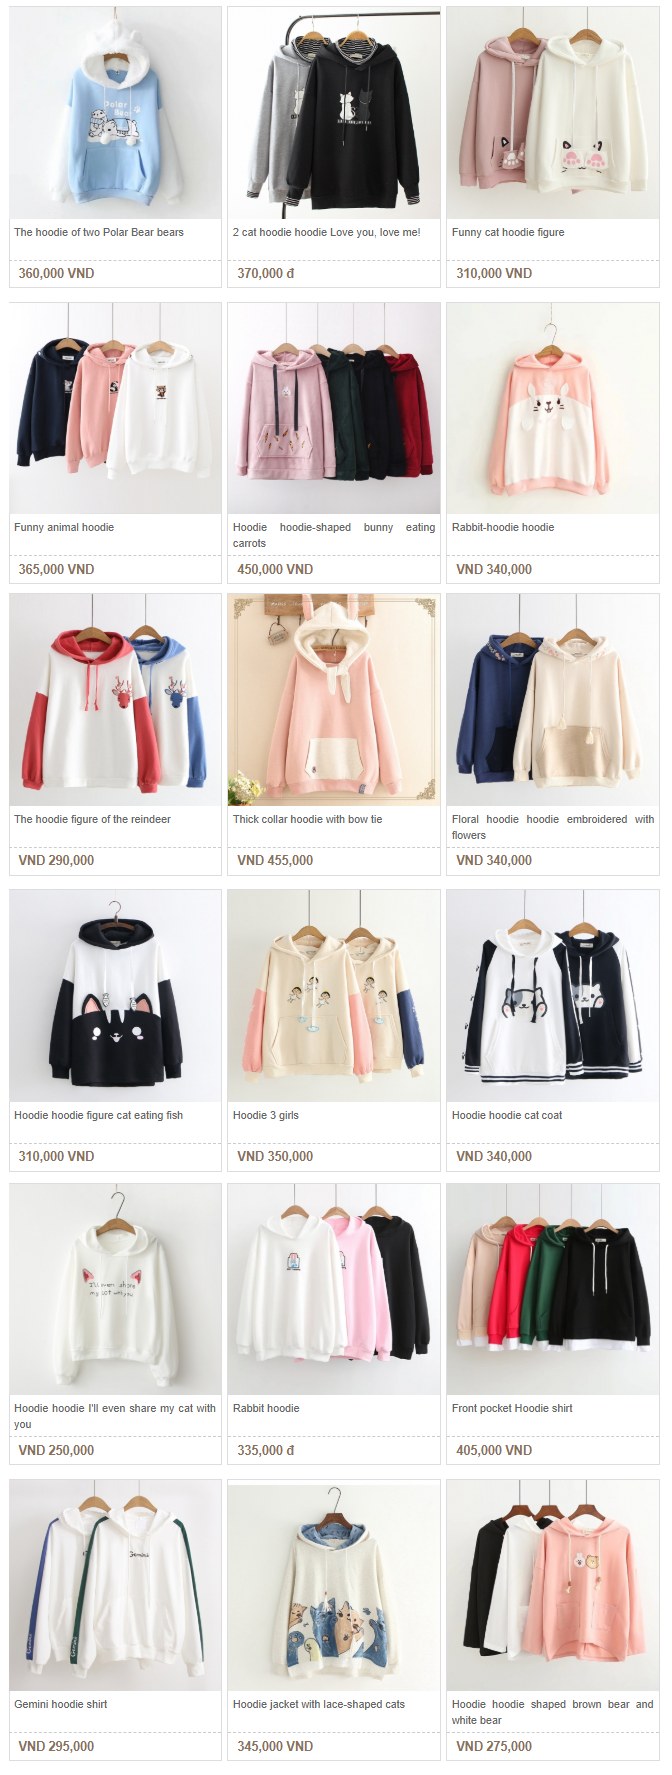 Polar
Bear
The hoodie of two Polar Bear bears
360,000 VND
2 cat hoodie hoodie Love you, love me!
370,000 đ
Funny cat hoodie figure
310,000 VND
Funny animal hoodie
365,000 VND
Hoodie hoodie-shaped bunny eating
carrots
450,000 VND
Rabbit-hoodie hoodie
VND 340,000
The hoodie figure of the reindeer
VND 290,000
Thick collar hoodie with bow tie
VND 455,000
Floral hoodie hoodie embroidered with
flowers
VND 340,000
Hoodie hoodie figure cat eating fish
310,000 VND
Hoodie 3 girls
VND 350,000
Hoodie hoodie cat coat
VND 340,000
I'll even share
my cat with you
Hoodie hoodie I'll even share my cat with
you
VND 250,000
Rabbit hoodie
335,000 đ
Front pocket Hoodie shirt
405,000 VND
Gemini
Gemini hoodie shirt
VND 295,000
Hoodie jacket with lace-shaped cats
345,000 VND
Hoodie hoodie shaped brown bear and
white bear
VND 275,000